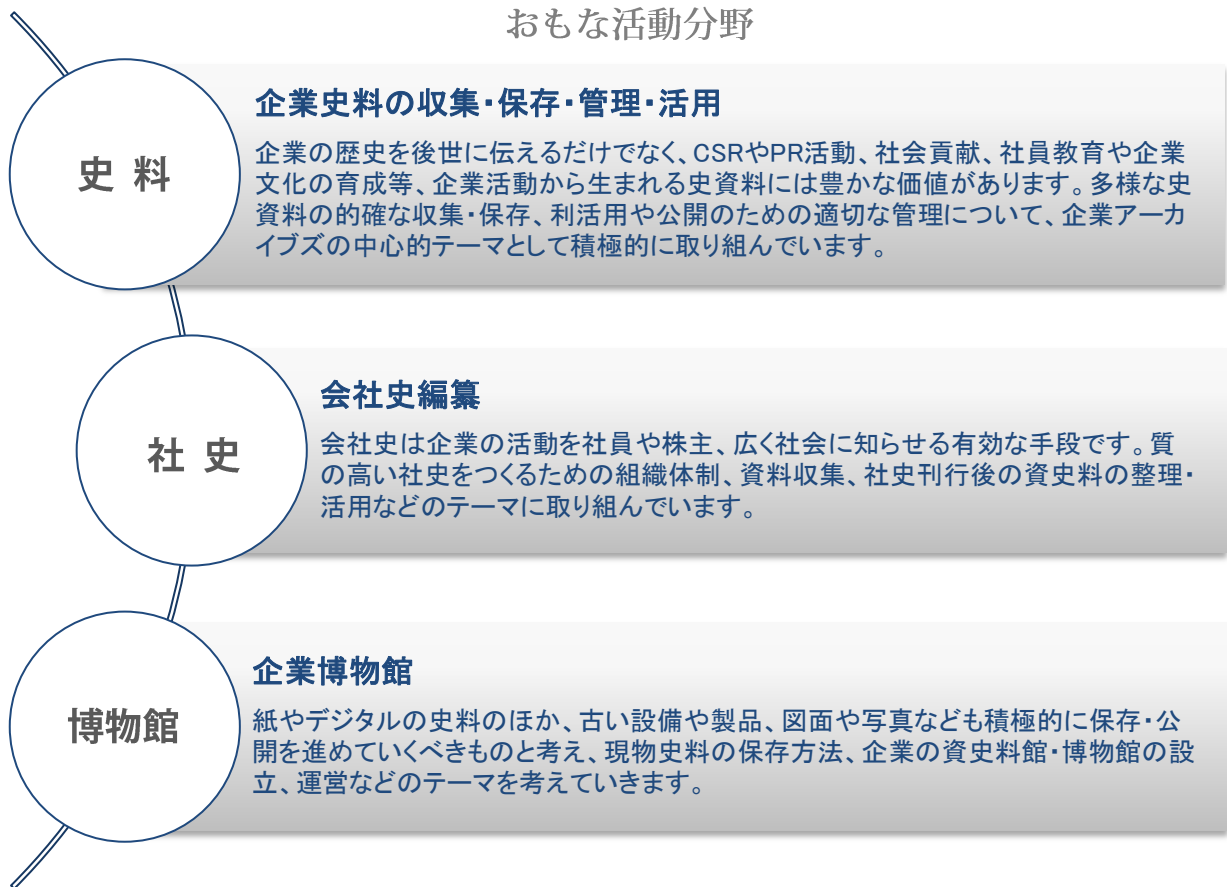 おもな活動分野
史 料
企業史料の収集・保存・管理・活用
企業の歴史を後世に伝えるだけでなく、CSRやPR活動、社会貢献、社員教育や企業
文化の育成等、企業活動から生まれる史資料には豊かな価値があります。多様な史
資料の的確な収集・保存、利活用や公開のための適切な管理について、企業アーカ
イブズの中心的テーマとして積極的に取り組んでいます。
社 史
会社史編纂
会社史は企業の活動を社員や株主、広く社会に知らせる有効な手段です。質
の高い社史をつくるための組織体制、資料収集、社史刊行後の資史料の整理・
活用などのテーマに取り組んでいます。
博物館
企業博物館
紙やデジタルの史料のほか、古い設備や製品、図面や写真なども積極的に保存・公
開を進めていくべきものと考え、現物史料の保存方法、企業の資史料館・博物館の設
立、運営などのテーマを考えていきます。